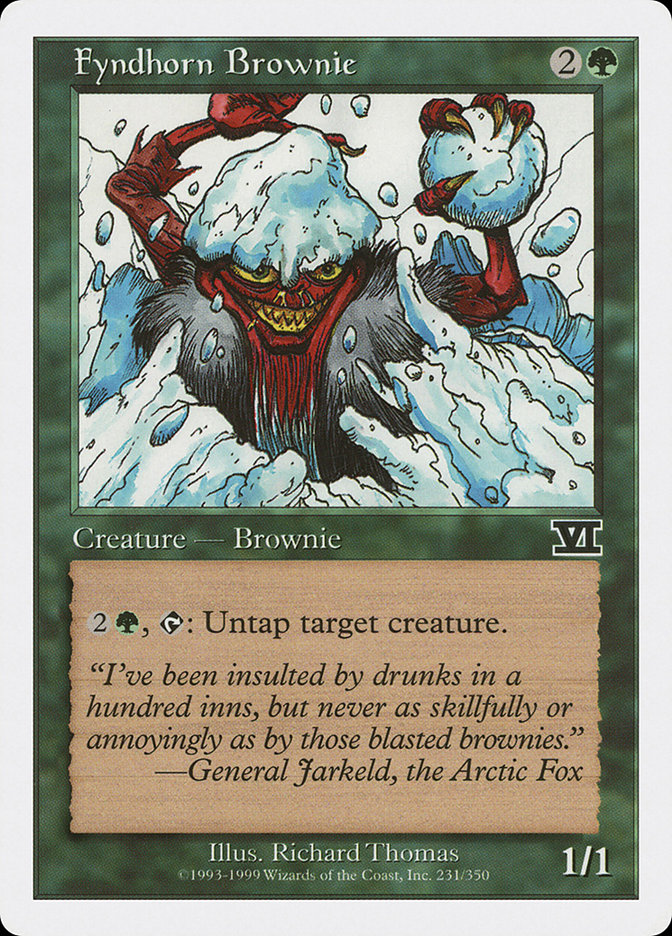 Fyndhorn Brownie
2
Creature — Brownie
VI
2, : Untap target creature.
“I've been insulted by drunks in a
hundred inns, but never as skillfully or
annoyingly as by those blasted brownies.”
—General Jarkeld, the Arctic Fox
Illus. Richard Thomas
©1993-1999 Wizards of the Coast, Inc. 231/350
1/1